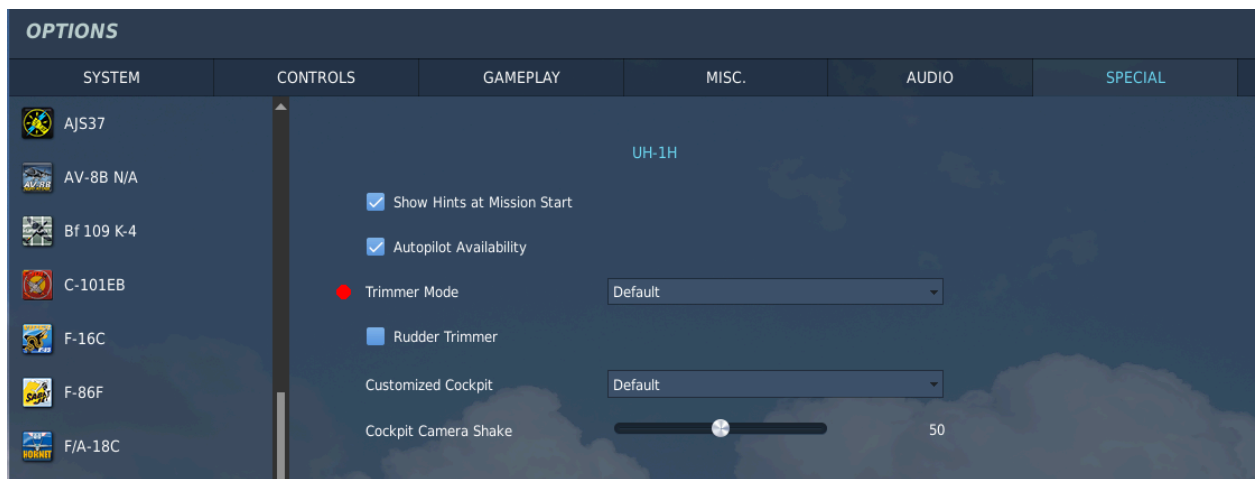 OPTIONS
SYSTEM CONTROLS GAMEPLAY MISC. AUDIO SPECIAL
AJS37
AV-8B N/A
Bf 109 K-4
C-101EB
F-16C
F-86F
F/A-18C
UH-1H
Show Hints at Mission Start
Autopilot Availability
Trimmer Mode Default
Rudder Trimmer
Customized Cockpit Default
Cockpit Camera Shake 50